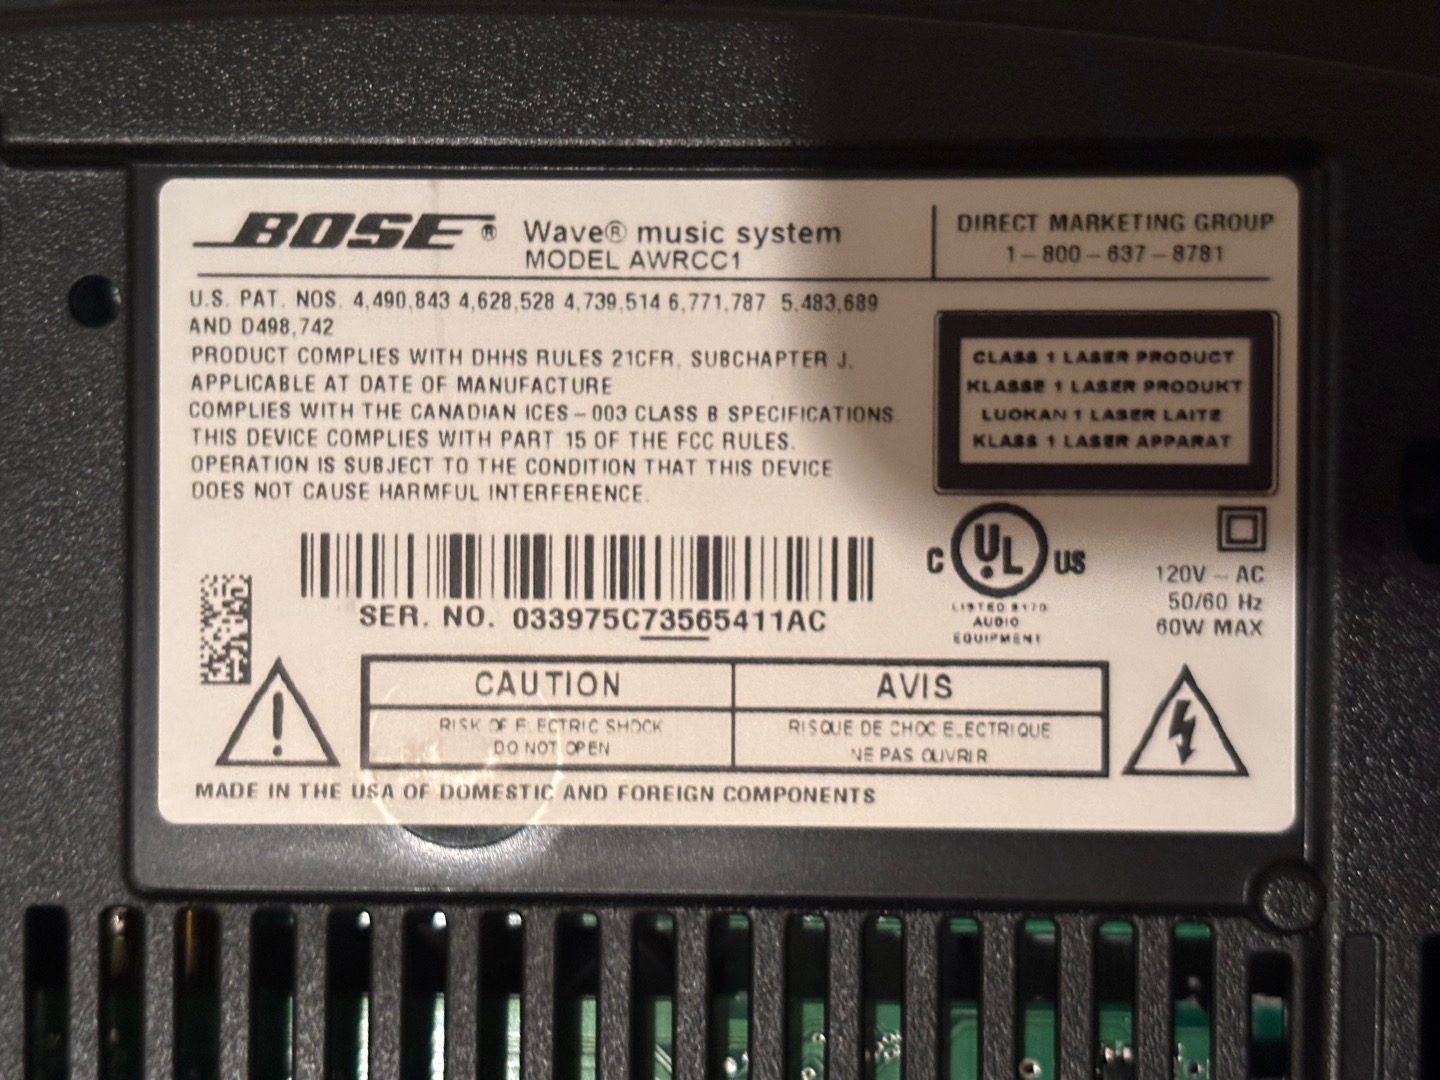 BOSE® Wave® music system
MODEL AWRCC1
DIRECT MARKETING GROUP
1-800-637-8781
U.S. PAT. NOS. 4,490,843 4,628,528 4,739,514 6,771,787 5,483,689
AND D498,742
PRODUCT COMPLIES WITH DHHS RULES 21CFR, SUBCHAPTER J,
APPLICABLE AT DATE OF MANUFACTURE
COMPLIES WITH THE CANADIAN ICES-003 CLASS B SPECIFICATIONS.
THIS DEVICE COMPLIES WITH PART 15 OF THE FCC RULES.
OPERATION IS SUBJECT TO THE CONDITION THAT THIS DEVICE
DOES NOT CAUSE HARMFUL INTERFERENCE.
CLASS 1 LASER PRODUCT
KLASSE 1 LASER PRODUKT
LUOKAN 1 LASER LAITE
KLASS 1 LASER APPARAT
SER. NO. 033975C73565411AC
C UL US
LISTED
AUDIO
EQUIPMENT
120V ~ AC
50/60 Hz
60W MAX
CAUTION
RISK OF ELECTRIC SHOCK
DO NOT OPEN
AVIS
RISQUE DE CHOC ELECTRIQUE
NE PAS OUVRIR
MADE IN THE USA OF DOMESTIC AND FOREIGN COMPONENTS